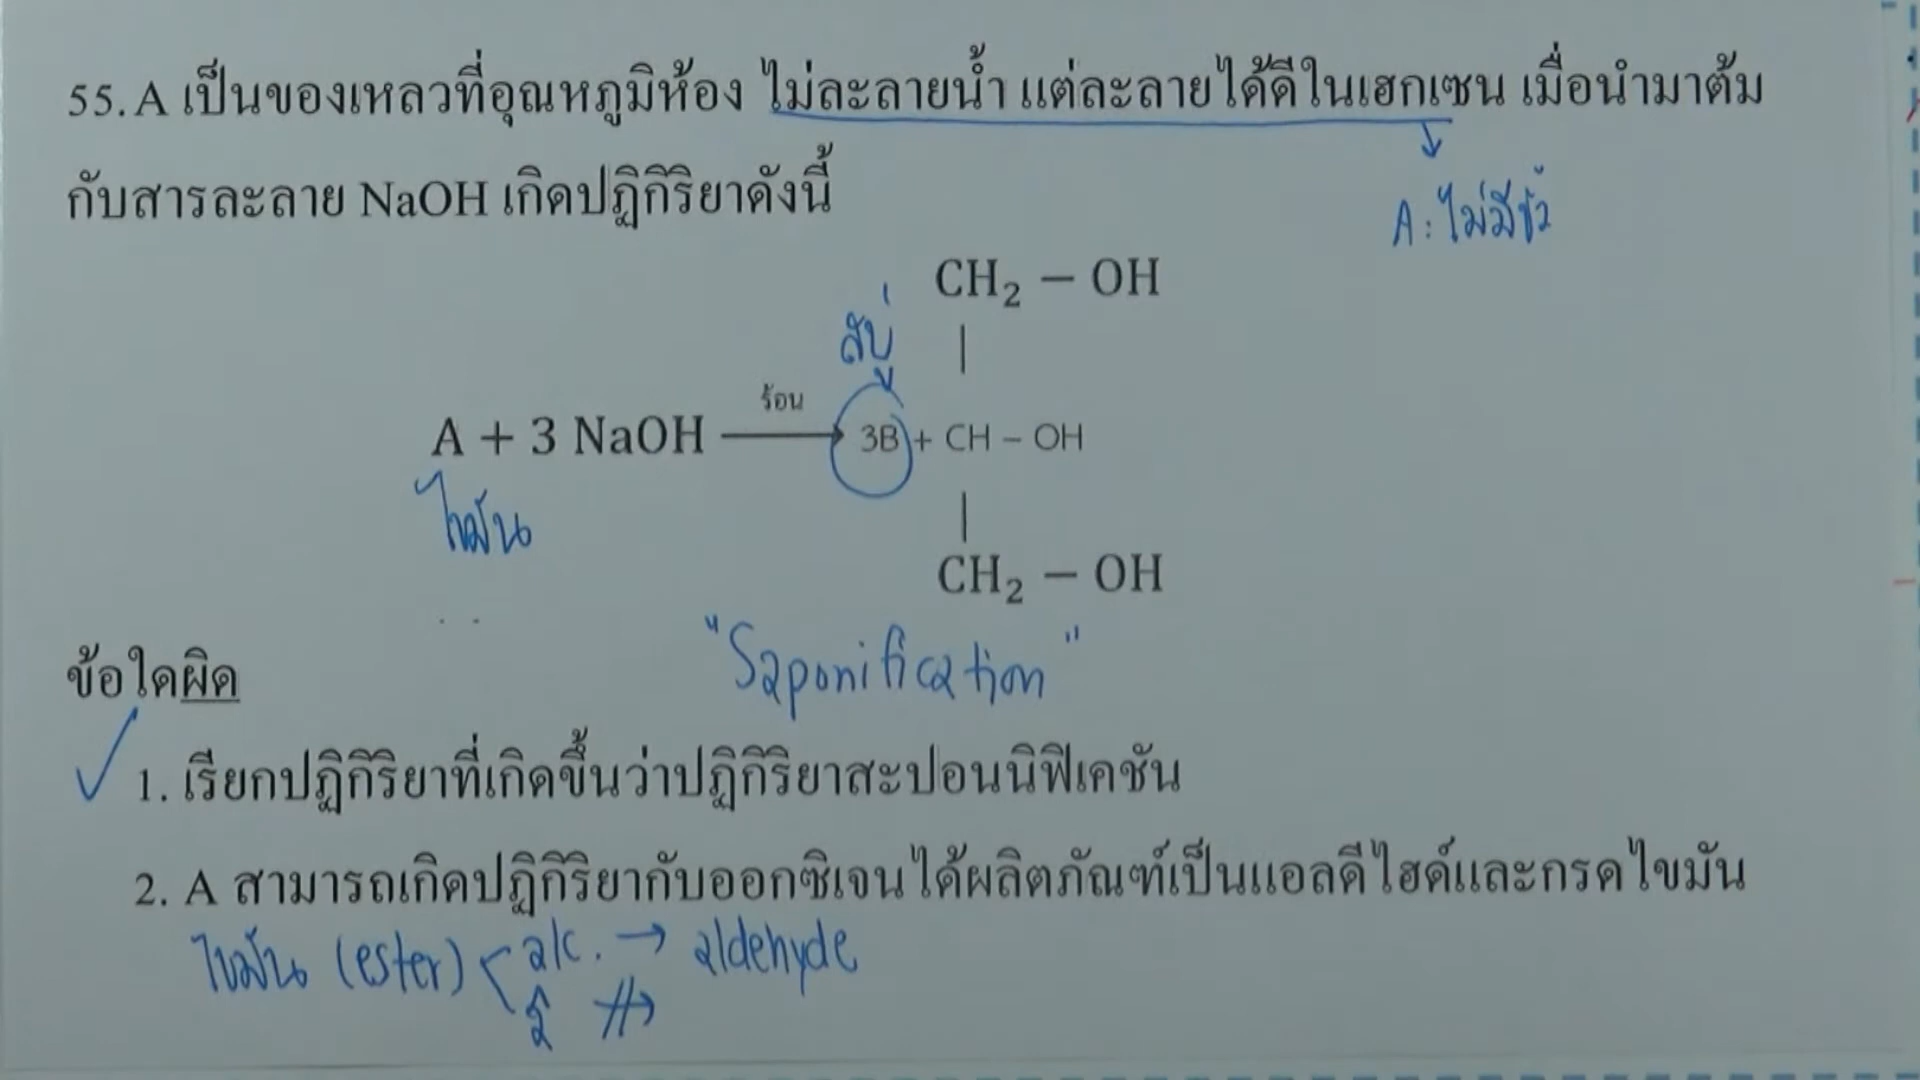 55. A เป็นของเหลวที่อุณหภูมิห้อง ไม่ละลายน้ำ แต่ละลายได้ดีในเฮกเซน เมื่อนำมาต้ม
กับสารละลาย NaOH เกิดปฏิกิริยาดังนี้
A : ไม่มีขั้ว
CH₂ − OH
สบู่
|
ร้อน
A + 3 NaOH ⟶ 3B + CH − OH
ไขมัน
|
CH₂ − OH
"Saponification"
ข้อใดผิด
✓ 1. เรียกปฏิกิริยาที่เกิดขึ้นว่าปฏิกิริยาสะปอนนิฟิเคชัน
2. A สามารถเกิดปฏิกิริยากับออกซิเจนได้ผลิตภัณฑ์เป็นแอลดีไฮด์และกรดไขมัน
ไขมัน (ester) alc. → aldehyde